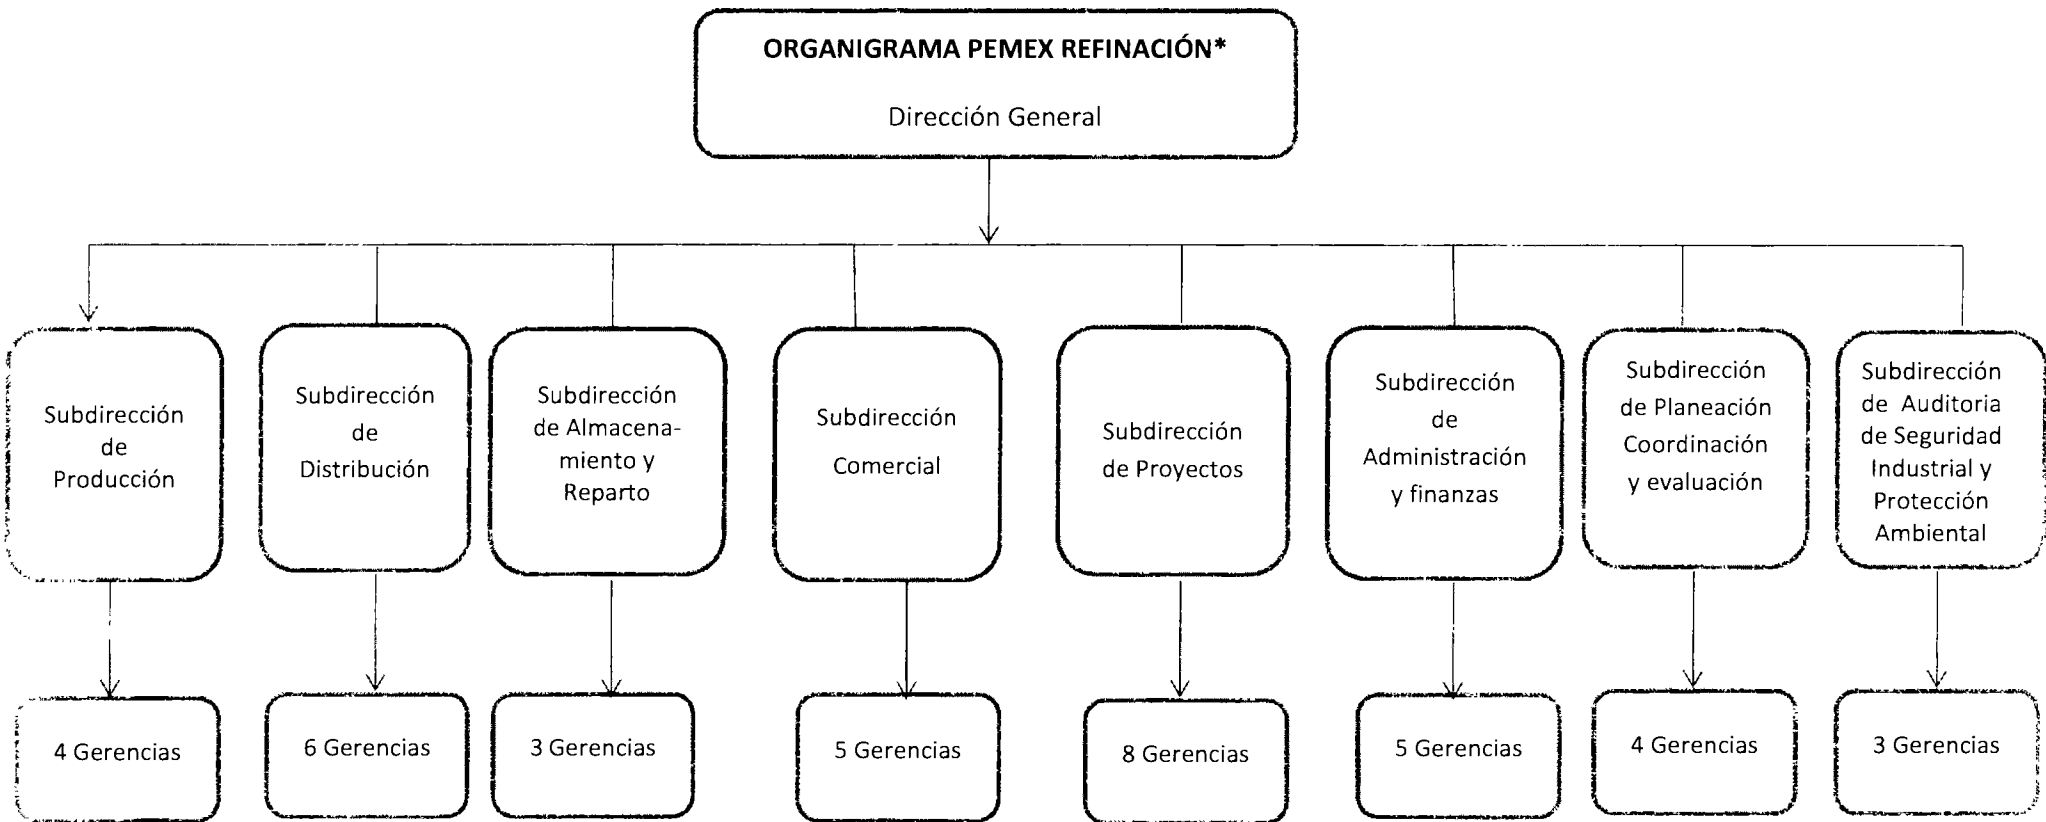 ORGANIGRAMA PEMEX REFINACIÓN*
Dirección General
Subdirección
de
Producción
Subdirección
de
Distribución
Subdirección
de Almacena-
miento y
Reparto
Subdirección
Comercial
Subdirección
de Proyectos
Subdirección
de
Administración
y finanzas
Subdirección
de Planeación
Coordinación
y evaluación
Subdirección
de Auditoria
de Seguridad
Industrial y
Protección
Ambiental
4 Gerencias
6 Gerencias
3 Gerencias
5 Gerencias
8 Gerencias
5 Gerencias
4 Gerencias
3 Gerencias